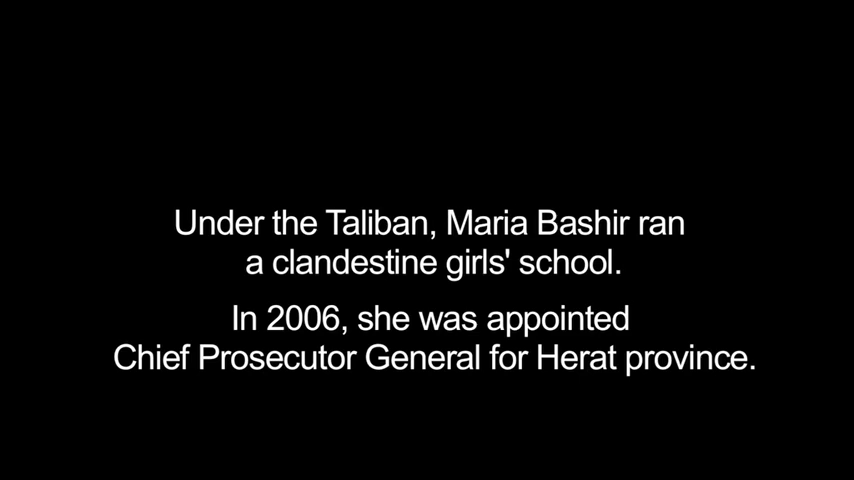 Under the Taliban, Maria Bashir ran
a clandestine girls' school.
In 2006, she was appointed
Chief Prosecutor General for Herat province.